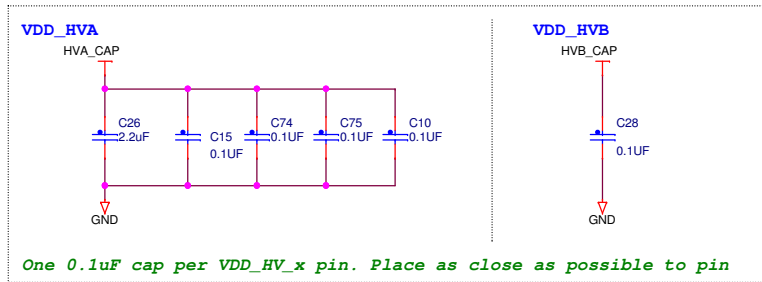 VDD_HVA
HVA_CAP
C26
2.2uF
C15
0.1UF
C74
0.1UF
C75
0.1UF
C10
0.1UF
GND
VDD_HVB
HVB_CAP
C28
0.1UF
GND
One 0.1uF cap per VDD_HV_x pin. Place as close as possible to pin